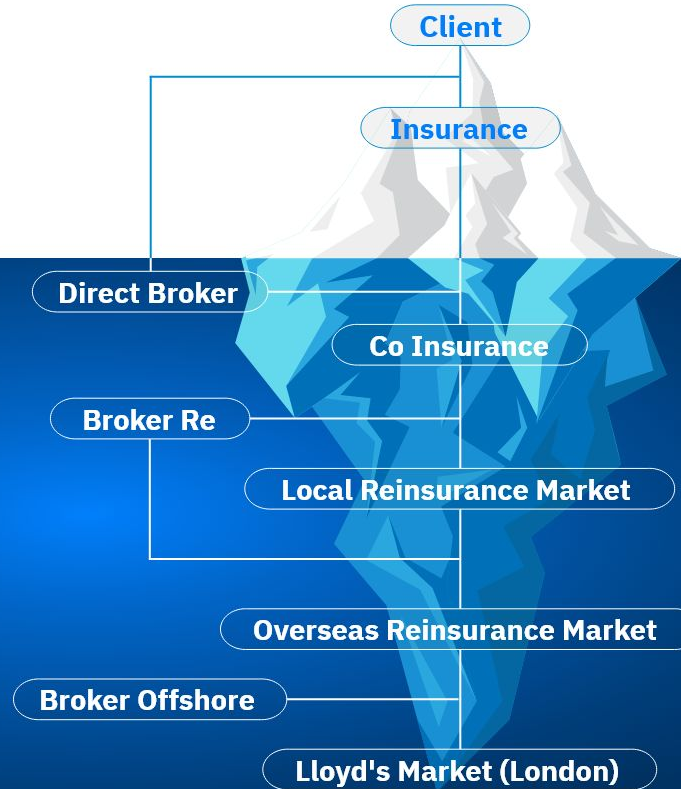 Client
Insurance
Direct Broker
Co Insurance
Broker Re
Local Reinsurance Market
Overseas Reinsurance Market
Broker Offshore
Lloyd's Market (London)